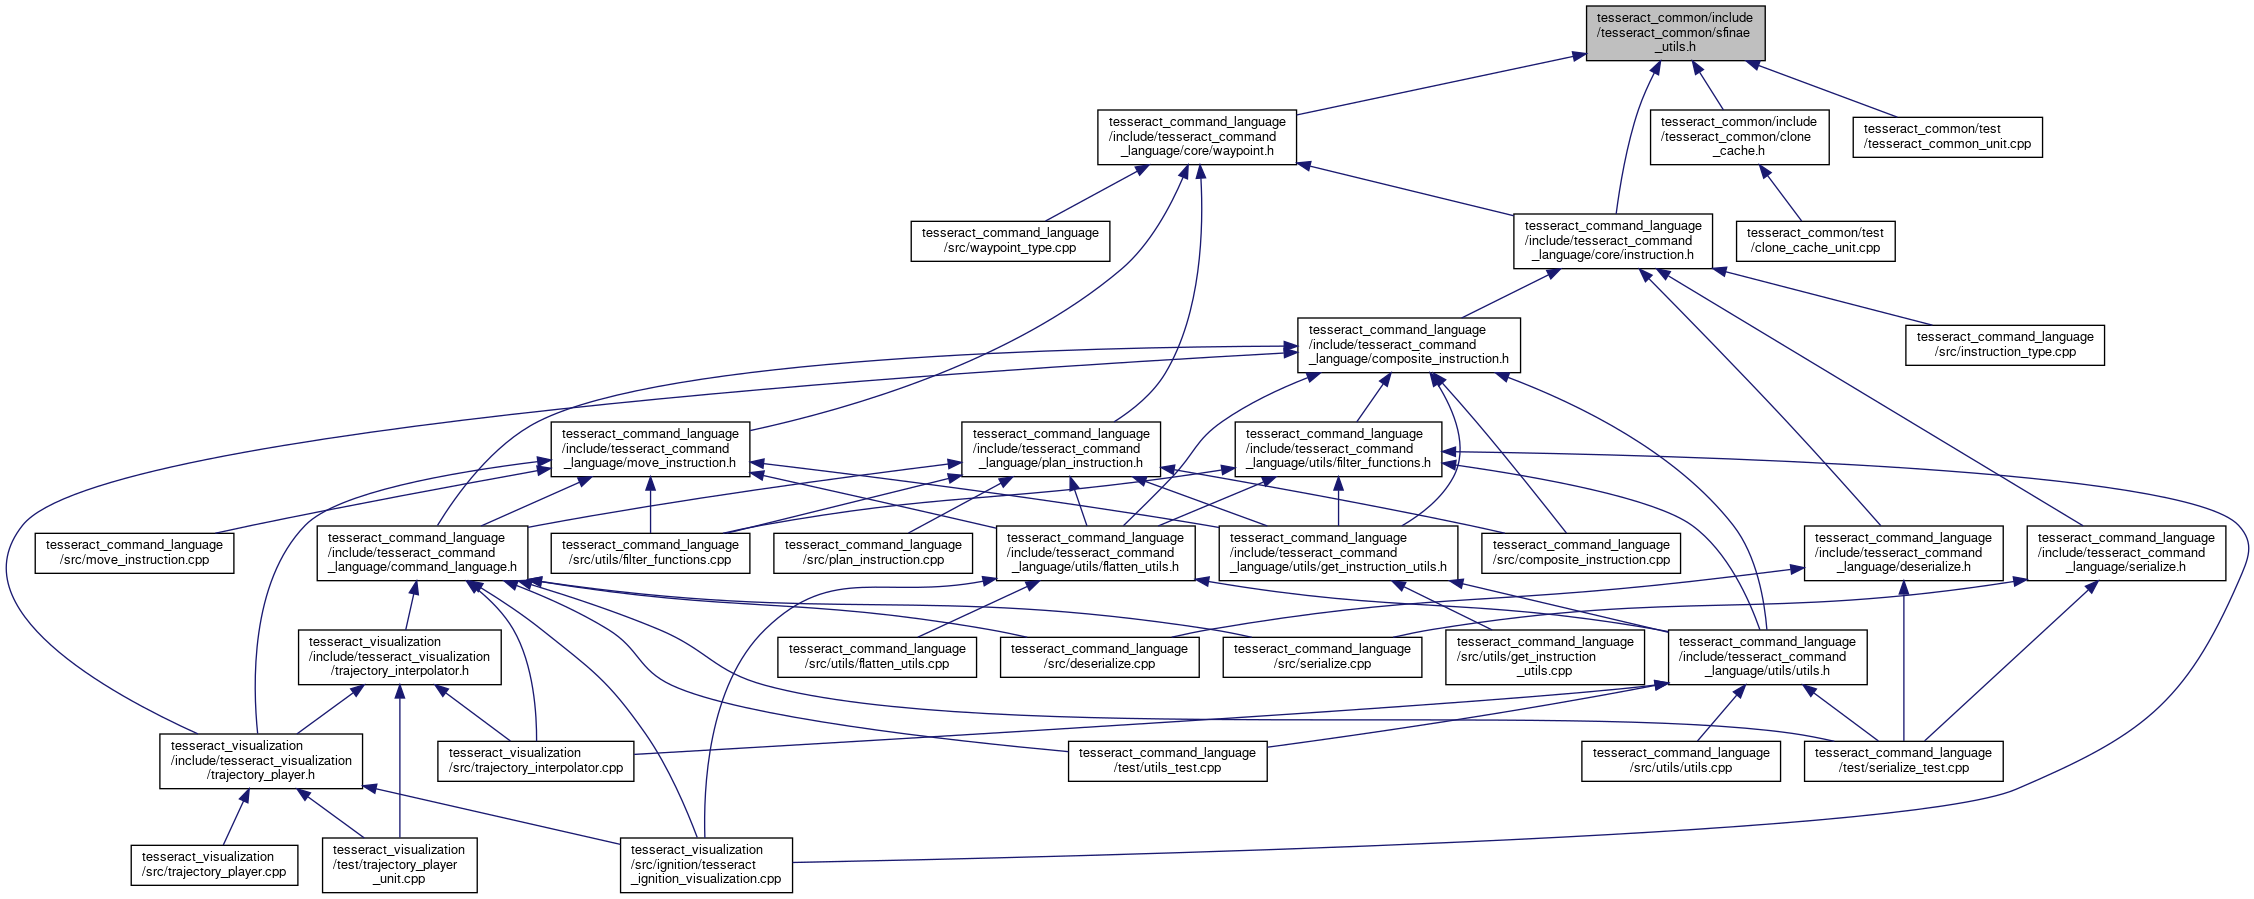 tesseract_common/include
/tesseract_common/sfinae
_utils.h
tesseract_command_language
/include/tesseract_command
_language/core/waypoint.h
tesseract_common/include
/tesseract_common/clone
_cache.h
tesseract_common/test
/tesseract_common_unit.cpp
tesseract_command_language
/src/waypoint_type.cpp
tesseract_command_language
/include/tesseract_command
_language/core/instruction.h
tesseract_common/test
/clone_cache_unit.cpp
tesseract_command_language
/include/tesseract_command
_language/composite_instruction.h
tesseract_command_language
/src/instruction_type.cpp
tesseract_command_language
/include/tesseract_command
_language/move_instruction.h
tesseract_command_language
/include/tesseract_command
_language/plan_instruction.h
tesseract_command_language
/include/tesseract_command
_language/utils/filter_functions.h
tesseract_command_language
/src/move_instruction.cpp
tesseract_command_language
/include/tesseract_command
_language/command_language.h
tesseract_command_language
/src/utils/filter_functions.cpp
tesseract_command_language
/src/plan_instruction.cpp
tesseract_command_language
/include/tesseract_command
_language/utils/flatten_utils.h
tesseract_command_language
/include/tesseract_command
_language/utils/get_instruction_utils.h
tesseract_command_language
/src/composite_instruction.cpp
tesseract_command_language
/include/tesseract_command
_language/deserialize.h
tesseract_command_language
/include/tesseract_command
_language/serialize.h
tesseract_visualization
/include/tesseract_visualization
/trajectory_interpolator.h
tesseract_command_language
/src/utils/flatten_utils.cpp
tesseract_command_language
/src/deserialize.cpp
tesseract_command_language
/src/serialize.cpp
tesseract_command_language
/src/utils/get_instruction
_utils.cpp
tesseract_command_language
/include/tesseract_command
_language/utils/utils.h
tesseract_visualization
/include/tesseract_visualization
/trajectory_player.h
tesseract_visualization
/src/trajectory_interpolator.cpp
tesseract_command_language
/test/utils_test.cpp
tesseract_command_language
/src/utils/utils.cpp
tesseract_command_language
/test/serialize_test.cpp
tesseract_visualization
/src/trajectory_player.cpp
tesseract_visualization
/test/trajectory_player
_unit.cpp
tesseract_visualization
/src/ignition/tesseract
_ignition_visualization.cpp